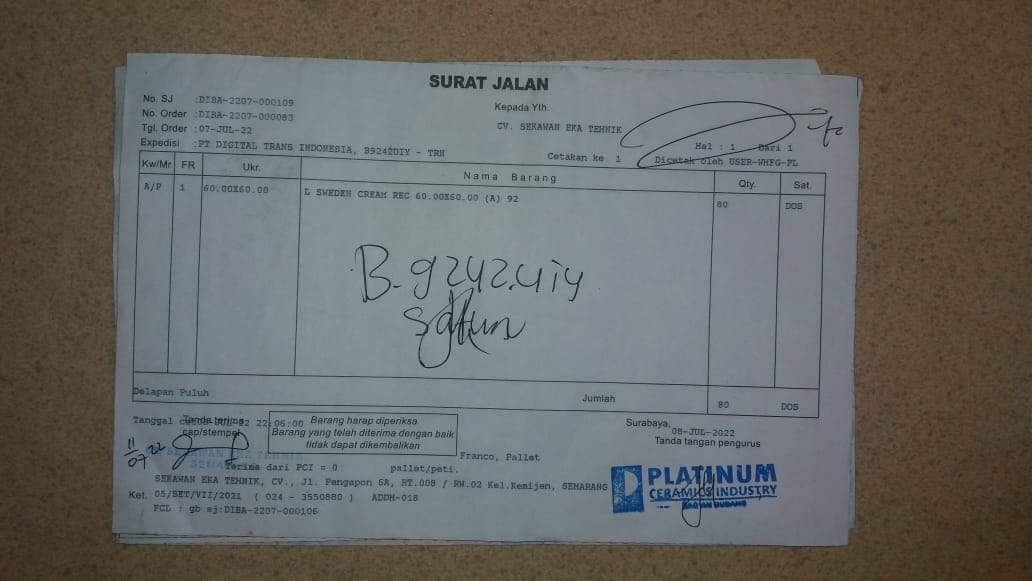 SURAT JALAN
No. SJ :DIBA-2207-000109
No. Order :DIBA-2207-000083
Tgl. Order :07-JUL-22
Expedisi :PT DIGITAL TRANS INDONESIA, B9242UIY - TRN
Kepada Yth.
CV. SEKAWAN EKA TEHNIK
Hal : 1 Dari 1
Cetakan ke 1 Dicetak oleh USER-WHFG-PL
Kw/Mr FR Ukr. Nama Barang Qty. Sat.
A/P 1 60.00X60.00 L SWEDEN CREAM REC 60.00X60.00 (A) 92 80 DOS
B. 9242.UIY
Delapan Puluh Jumlah 80 DOS
Tanggal 22:06:00
Tanda terima
cap/stempel
Barang harap diperiksa
Barang yang telah diterima dengan baik
tidak dapat dikembalikan
Surabaya,
08-JUL-2022
Tanda tangan pengurus
11/07 22
SEKAWAN EKA TEHNIK
SEMARANG
Franco, Pallet
Terima dari PCI = 0 pallet/peti.
SEKAWAN EKA TEHNIK, CV., Jl. Pengapon 6A, RT.008 / RW.02 Kel.Kemijen, SEMARANG
Ket. 05/SET/VII/2021 ( 024 - 3550880 ) ADDH-018
FCL : gb sj:DIBA-2207-000106
PLATINUM
CERAMICS INDUSTRY